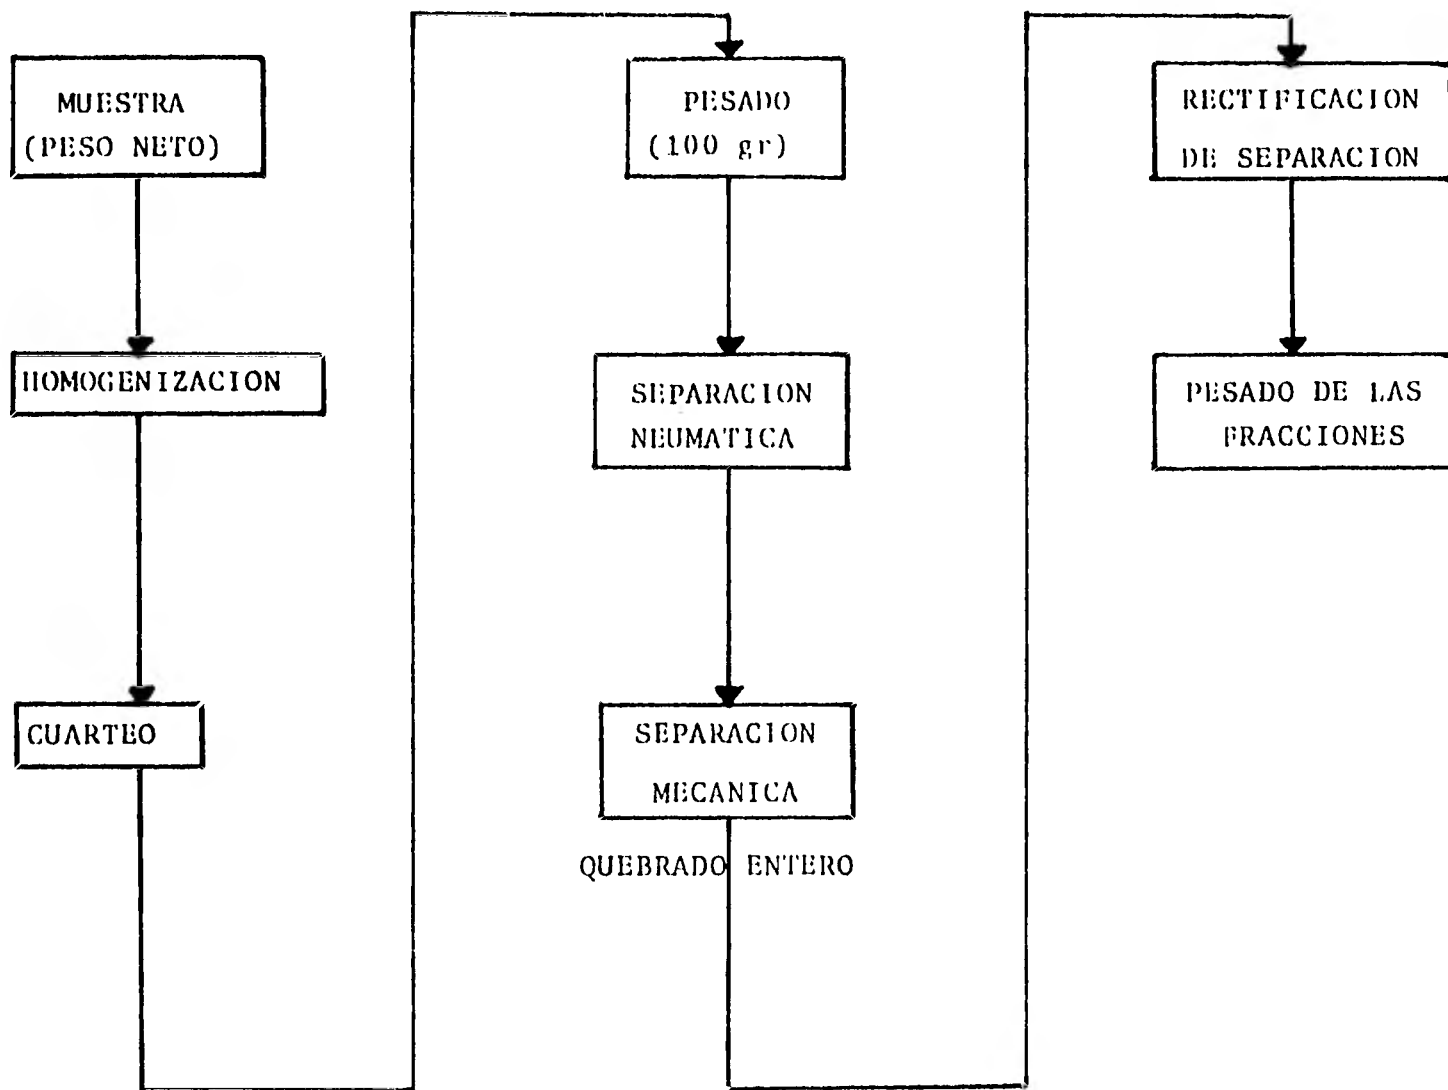 MUESTRA
(PESO NETO)
HOMOGENIZACION
CUARTEO
PESADO
(100 gr)
SEPARACION
NEUMATICA
SEPARACION
MECANICA
QUEBRADO ENTERO
RECTIFICACION
DE SEPARACION
PESADO DE LAS
FRACCIONES